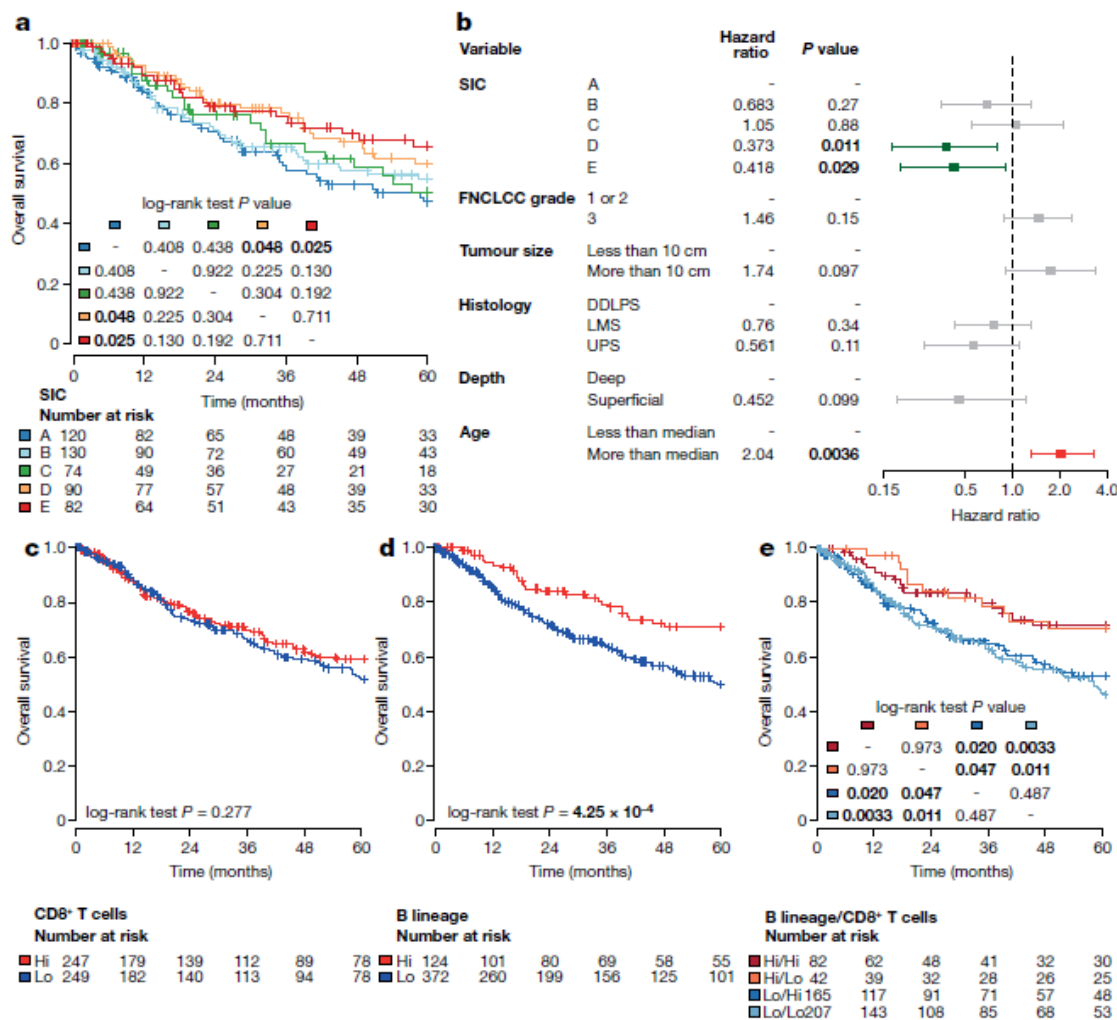 a
1.0
0.8
0.6
0.4
0.2
0
Overall survival
log-rank test P value
- 0.408 0.438 0.048 0.025
0.408 - 0.922 0.225 0.130
0.438 0.922 - 0.304 0.192
0.048 0.225 0.304 - 0.711
0.025 0.130 0.192 0.711 -
0 12 24 36 48 60
Time (months)
SIC
Number at risk
A 120 82 65 48 39 33
B 130 90 72 60 49 43
C 74 49 36 27 21 18
D 90 77 57 48 39 33
E 82 64 51 43 35 30
b
Variable Hazard ratio P value
SIC A - -
B 0.683 0.27
C 1.05 0.88
D 0.373 0.011
E 0.418 0.029
FNCLCC grade 1 or 2 - -
3 1.46 0.15
Tumour size Less than 10 cm - -
More than 10 cm 1.74 0.097
Histology DDLPS - -
LMS 0.76 0.34
UPS 0.561 0.11
Depth Deep - -
Superficial 0.452 0.099
Age Less than median - -
More than median 2.04 0.0036
0.15 0.5 1.0 2.0 4.0
Hazard ratio
c
1.0
0.8
0.6
0.4
0.2
0
Overall survival
log-rank test P = 0.277
0 12 24 36 48 60
Time (months)
CD8+ T cells
Number at risk
Hi 247 179 139 112 89 78
Lo 249 182 140 113 94 78
d
1.0
0.8
0.6
0.4
0.2
0
Overall survival
log-rank test P = 4.25 × 10–4
0 12 24 36 48 60
Time (months)
B lineage
Number at risk
Hi 124 101 80 69 58 55
Lo 372 260 199 156 125 101
e
1.0
0.8
0.6
0.4
0.2
0
Overall survival
log-rank test P value
- 0.973 0.020 0.0033
0.973 - 0.047 0.011
0.020 0.047 - 0.487
0.0033 0.011 0.487 -
0 12 24 36 48 60
Time (months)
B lineage/CD8+ T cells
Number at risk
Hi/Hi 82 62 48 41 32 30
Hi/Lo 42 39 32 28 26 25
Lo/Hi 165 117 91 71 57 48
Lo/Lo 207 143 108 85 68 53